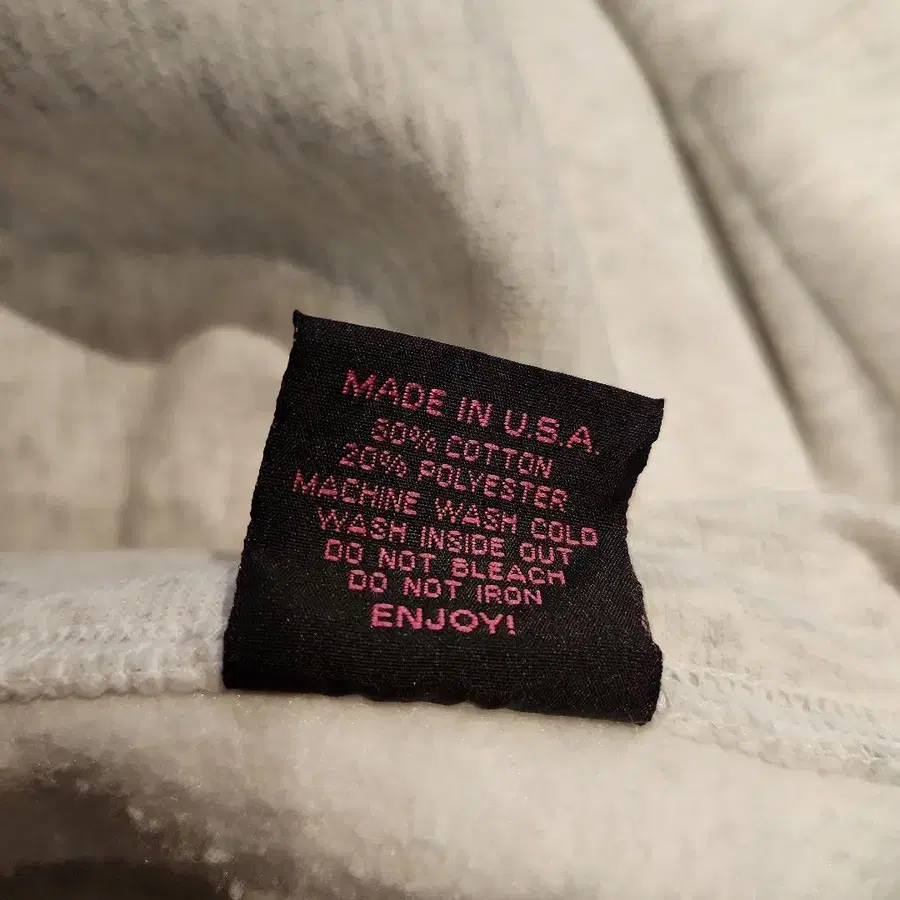 MADE IN U.S.A.
80% COTTON
20% POLYESTER
MACHINE WASH COLD
WASH INSIDE OUT
DO NOT BLEACH
DO NOT IRON
ENJOY!